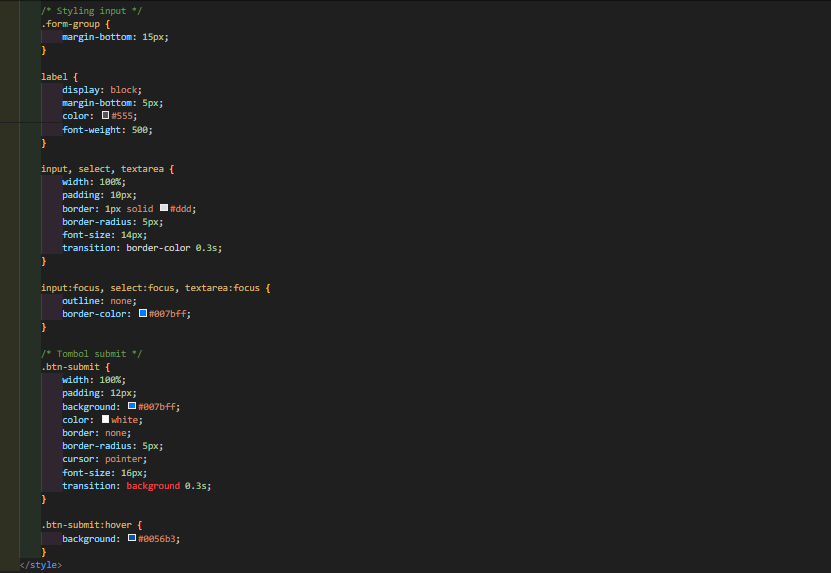 /* Styling input */
.form-group {
margin-bottom: 15px;
}
label {
display: block;
margin-bottom: 5px;
color: #555;
font-weight: 500;
}
input, select, textarea {
width: 100%;
padding: 10px;
border: 1px solid #ddd;
border-radius: 5px;
font-size: 14px;
transition: border-color 0.3s;
}
input:focus, select:focus, textarea:focus {
outline: none;
border-color: #007bff;
}
/* Tombol submit */
.btn-submit {
width: 100%;
padding: 12px;
background: #007bff;
color: white;
border: none;
border-radius: 5px;
cursor: pointer;
font-size: 16px;
transition: background 0.3s;
}
.btn-submit:hover {
background: #0056b3;
}
</style>